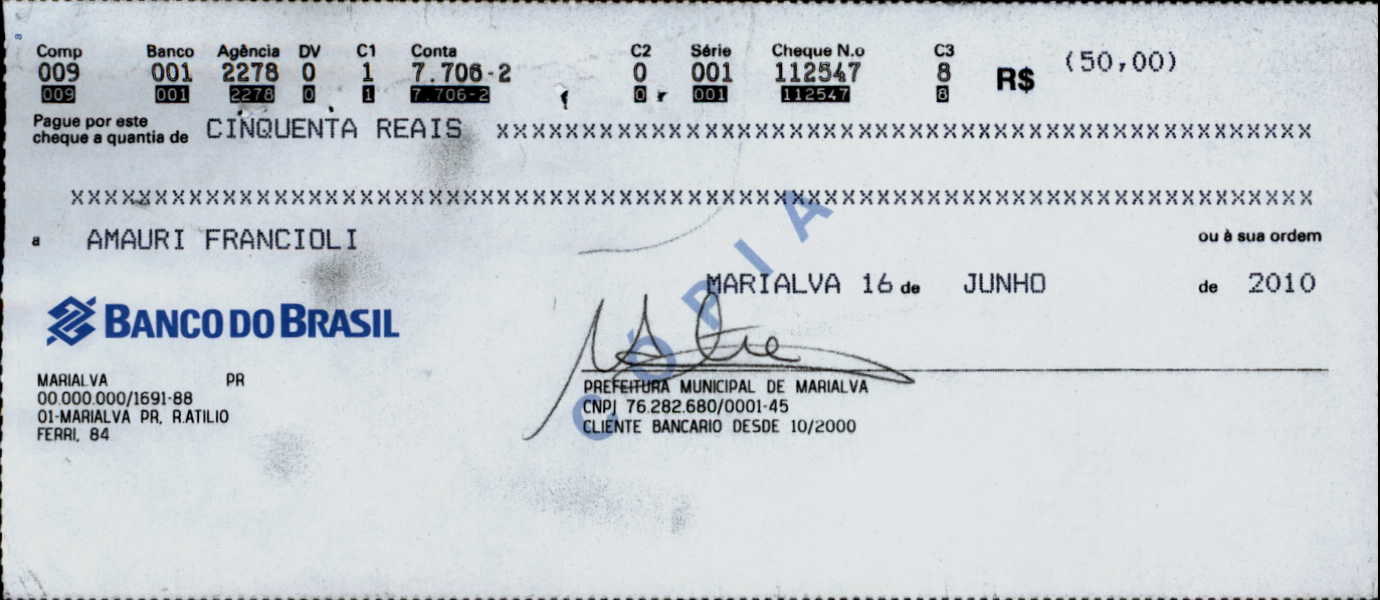 Comp Banco Agência DV C1 Conta C2 Série Cheque N.o C3
009 001 2278 0 1 7.706-2 0 001 112547 8 R$ (50,00)
009 001 2278 0 1 7.706-2 0 001 112547 8
Pague por este
cheque a quantia de CINQUENTA REAIS XXXXXXXXXXXXXXXXXXXXXXXXXXXXXXXXXXXXXXXXXXXXXXXXX
XXXXXXXXXXXXXXXXXXXXXXXXXXXXXXXXXXXXXXXXXXXXXXXXXXXXXXXXXXXXXXXXXXXXXXXXXX
a AMAURI FRANCIOLI ou à sua ordem
MARIALVA 16 de JUNHO de 2010
BANCO DO BRASIL
CÓPIA
MARIALVA PR
00.000.000/1691-88
01-MARIALVA PR, R.ATILIO
FERRI, 84
PREFEITURA MUNICIPAL DE MARIALVA
CNPJ 76.282.680/0001-45
CLIENTE BANCARIO DESDE 10/2000